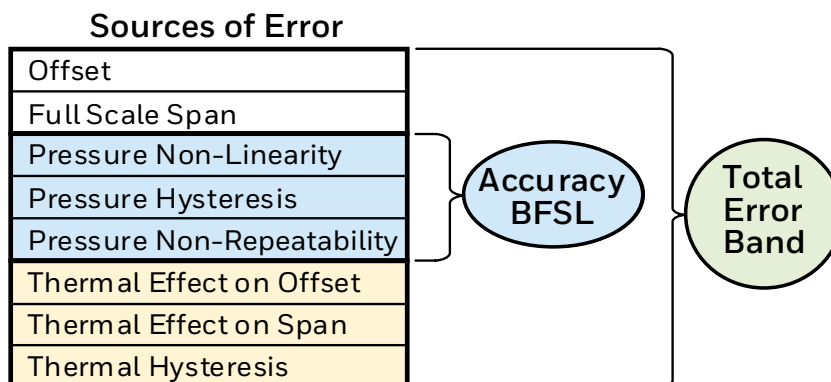 Sources of Error
Offset
Full Scale Span
Pressure Non-Linearity
Pressure Hysteresis
Pressure Non-Repeatability
Thermal Effect on Offset
Thermal Effect on Span
Thermal Hysteresis
Accuracy
BFSL
Total
Error
Band